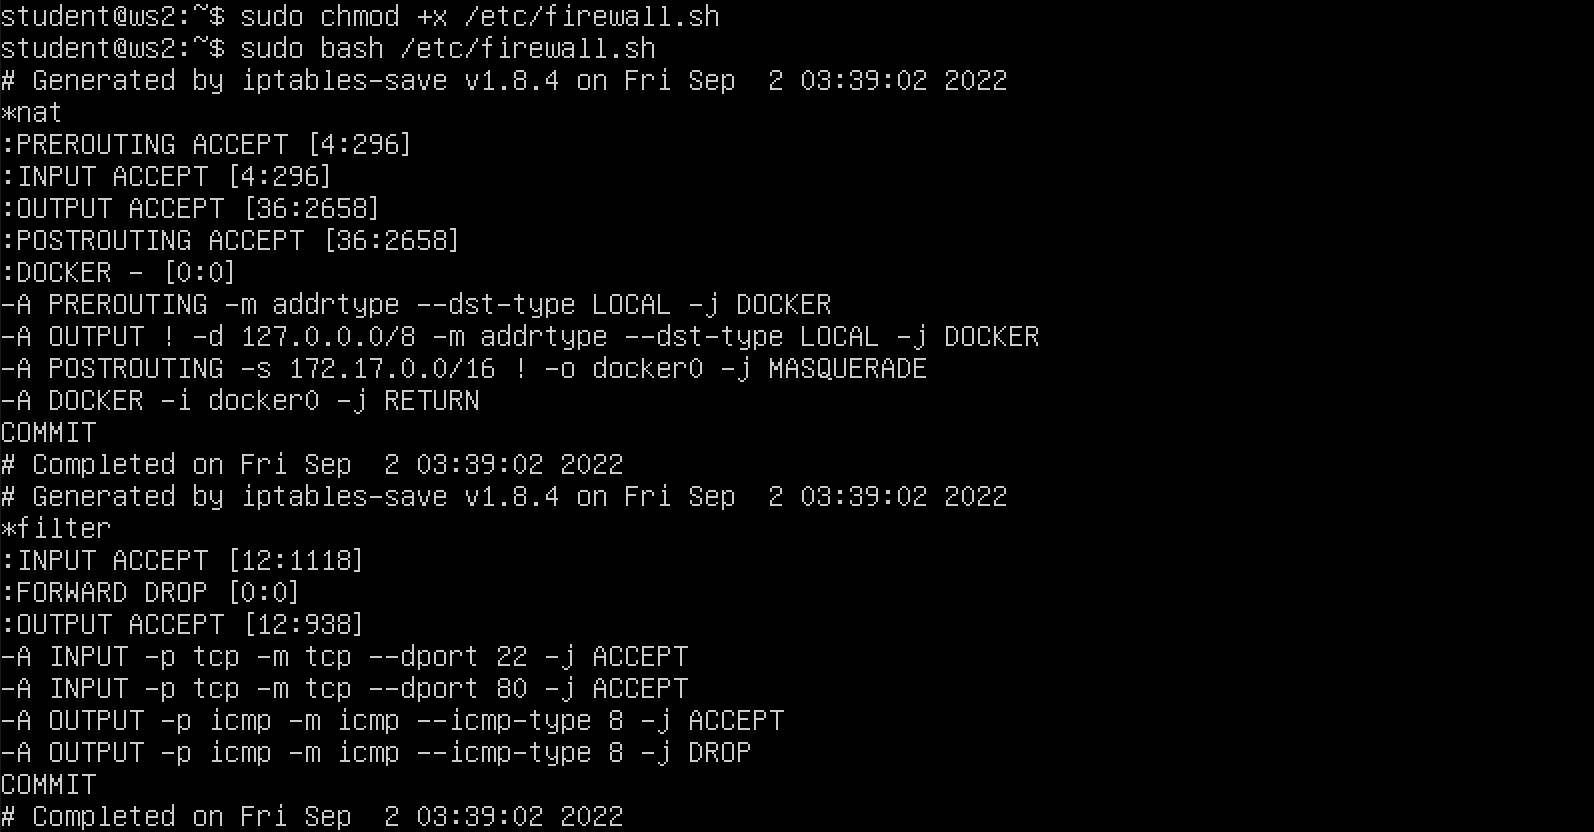 student@ws2:~$ sudo chmod +x /etc/firewall.sh
student@ws2:~$ sudo bash /etc/firewall.sh
# Generated by iptables-save v1.8.4 on Fri Sep  2 03:39:02 2022
*nat
:PREROUTING ACCEPT [4:296]
:INPUT ACCEPT [4:296]
:OUTPUT ACCEPT [36:2658]
:POSTROUTING ACCEPT [36:2658]
:DOCKER - [0:0]
-A PREROUTING -m addrtype --dst-type LOCAL -j DOCKER
-A OUTPUT ! -d 127.0.0.0/8 -m addrtype --dst-type LOCAL -j DOCKER
-A POSTROUTING -s 172.17.0.0/16 ! -o docker0 -j MASQUERADE
-A DOCKER -i docker0 -j RETURN
COMMIT
# Completed on Fri Sep  2 03:39:02 2022
# Generated by iptables-save v1.8.4 on Fri Sep  2 03:39:02 2022
*filter
:INPUT ACCEPT [12:1118]
:FORWARD DROP [0:0]
:OUTPUT ACCEPT [12:938]
-A INPUT -p tcp -m tcp --dport 22 -j ACCEPT
-A INPUT -p tcp -m tcp --dport 80 -j ACCEPT
-A OUTPUT -p icmp -m icmp --icmp-type 8 -j ACCEPT
-A OUTPUT -p icmp -m icmp --icmp-type 8 -j DROP
COMMIT
# Completed on Fri Sep  2 03:39:02 2022